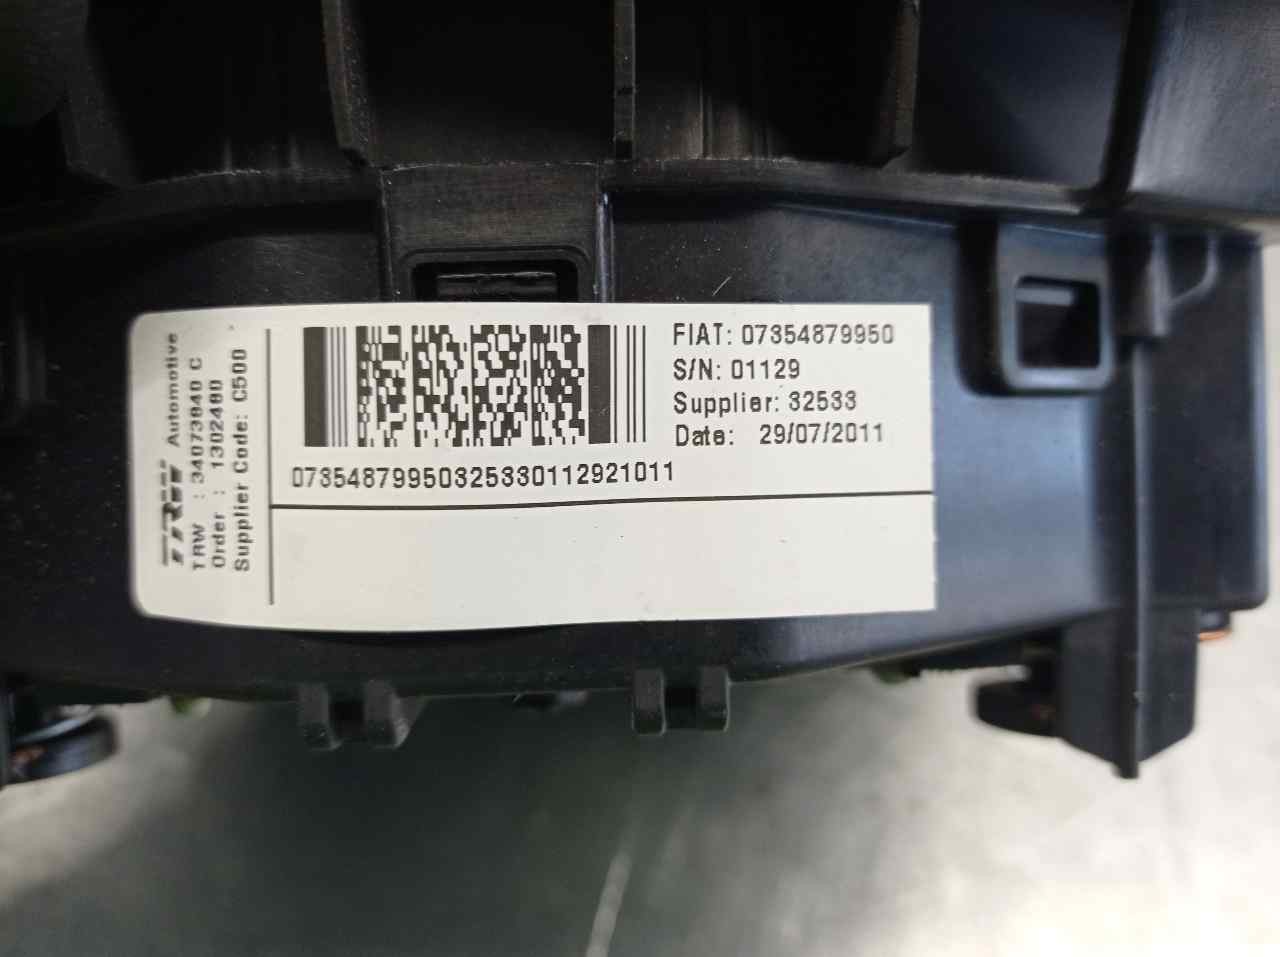 TRW Automotive
TRW : 34073840 C
Order : 1302480
Supplier Code: C500
FIAT: 07354879950
S/N: 01129
Supplier: 32533
Date: 29/07/2011
07354879950325330112921011